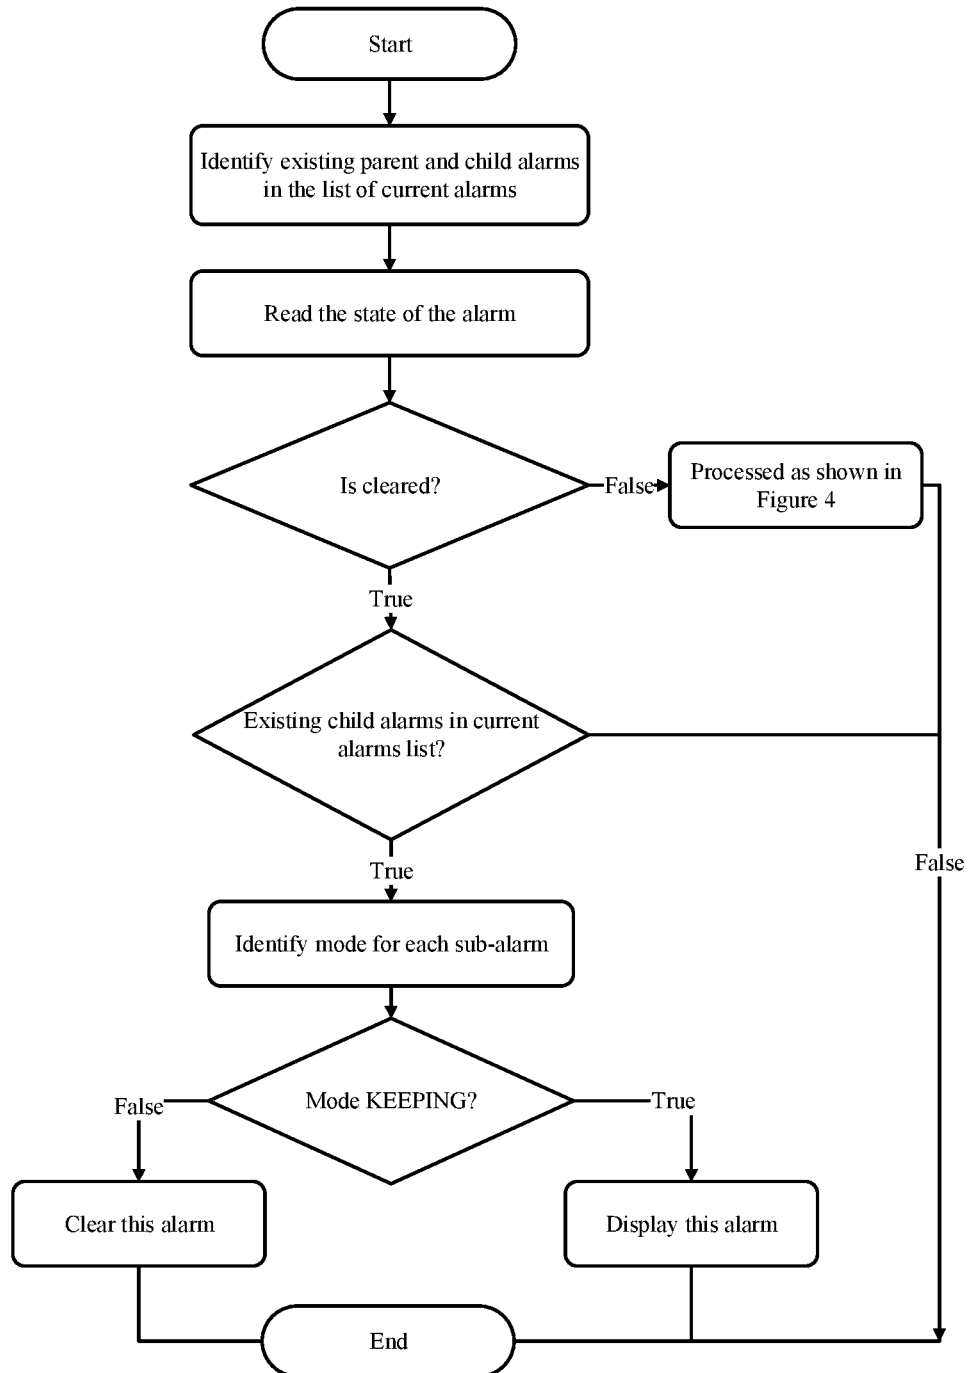 Start
Identify existing parent and child alarms
in the list of current alarms
Read the state of the alarm
Is cleared?
False
Processed as shown in
Figure 4
True
Existing child alarms in current
alarms list?
False
True
Identify mode for each sub-alarm
Mode KEEPING?
False
True
Clear this alarm
Display this alarm
End